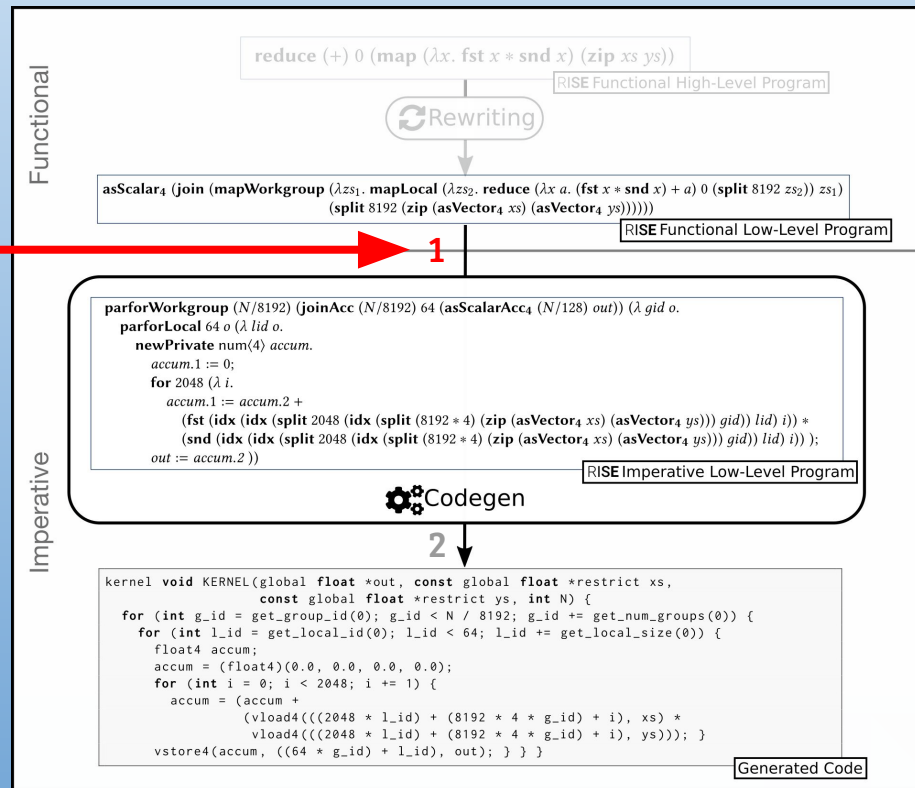 Functional
reduce (+) 0 (map (λx. fst x ∗ snd x) (zip xs ys))
RISE Functional High-Level Program
Rewriting
asScalar₄ (join (mapWorkgroup (λzs₁. mapLocal (λzs₂. reduce (λx a. (fst x ∗ snd x) + a) 0 (split 8192 zs₂)) zs₁)
(split 8192 (zip (asVector₄ xs) (asVector₄ ys))))))
RISE Functional Low-Level Program
1
Imperative
parforWorkgroup (N/8192) (joinAcc (N/8192) 64 (asScalarAcc₄ (N/128) out)) (λ gid o.
parforLocal 64 o (λ lid o.
newPrivate num⟨4⟩ accum.
accum.1 := 0;
for 2048 (λ i.
accum.1 := accum.2 +
(fst (idx (idx (split 2048 (idx (split (8192 ∗ 4) (zip (asVector₄ xs) (asVector₄ ys))) gid)) lid) i)) ∗
(snd (idx (idx (split 2048 (idx (split (8192 ∗ 4) (zip (asVector₄ xs) (asVector₄ ys))) gid)) lid) i)) );
out := accum.2 ))
RISE Imperative Low-Level Program
Codegen
2
kernel void KERNEL(global float *out, const global float *restrict xs,
const global float *restrict ys, int N) {
for (int g_id = get_group_id(0); g_id < N / 8192; g_id += get_num_groups(0)) {
for (int l_id = get_local_id(0); l_id < 64; l_id += get_local_size(0)) {
float4 accum;
accum = (float4)(0.0, 0.0, 0.0, 0.0);
for (int i = 0; i < 2048; i += 1) {
accum = (accum +
(vload4(((2048 * l_id) + (8192 * 4 * g_id) + i), xs) *
vload4(((2048 * l_id) + (8192 * 4 * g_id) + i), ys))); }
vstore4(accum, ((64 * g_id) + l_id), out); } } }
Generated Code